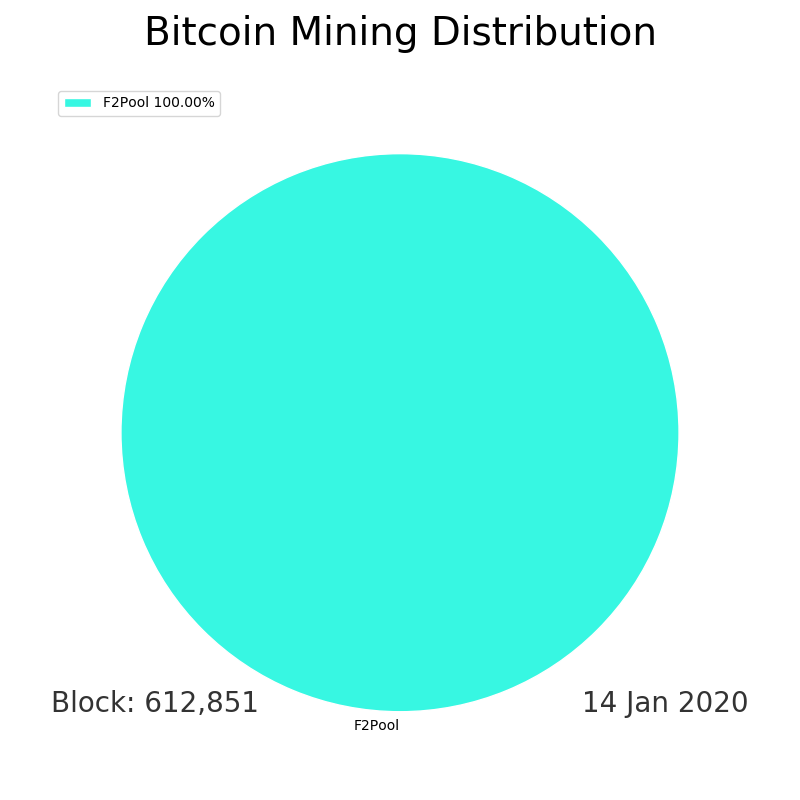 Bitcoin Mining Distribution
F2Pool 100.00%
Block: 612,851
14 Jan 2020
F2Pool